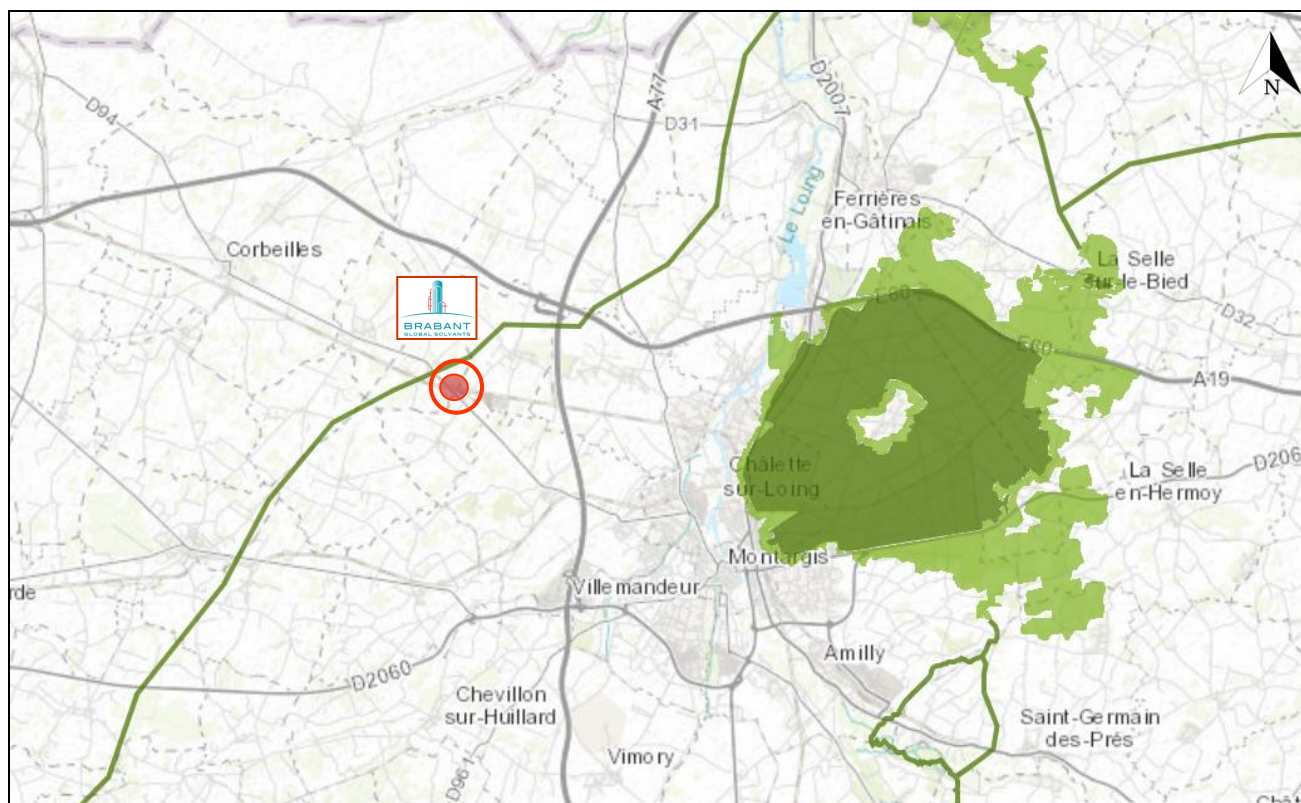 N
D94
A77
D2007
D31
Le Loing
Ferrières
en-Gâtinais
Corbeilles
La Selle
sur-le-Bied
BRABANT
GLOBAL SOLVANTS
E60
D32
E60
A19
Châlette
sur-Loing
La Selle
en-Hermoy
D206
Montargis
Villemandeur
rde
Amilly
D2060
Chevillon
sur-Huillard
Saint-Germain
des-Prés
Vimory
D961
Chât